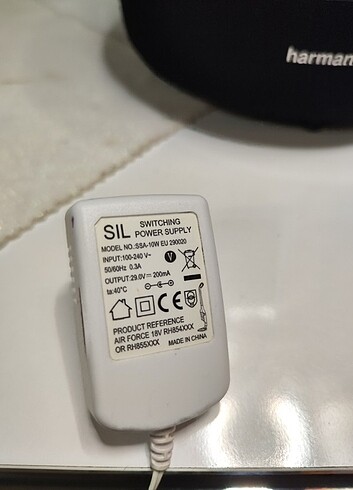 harman
SIL SWITCHING
POWER SUPPLY
MODEL NO.:SSA-10W EU 290020
INPUT:100-240 V~
50/60Hz 0.3A
OUTPUT:29.0V⎓ 200mA
ta:40°C
V
CE
PRODUCT REFERENCE
AIR FORCE 18V RH854XXX
OR RH855XXX MADE IN CHINA